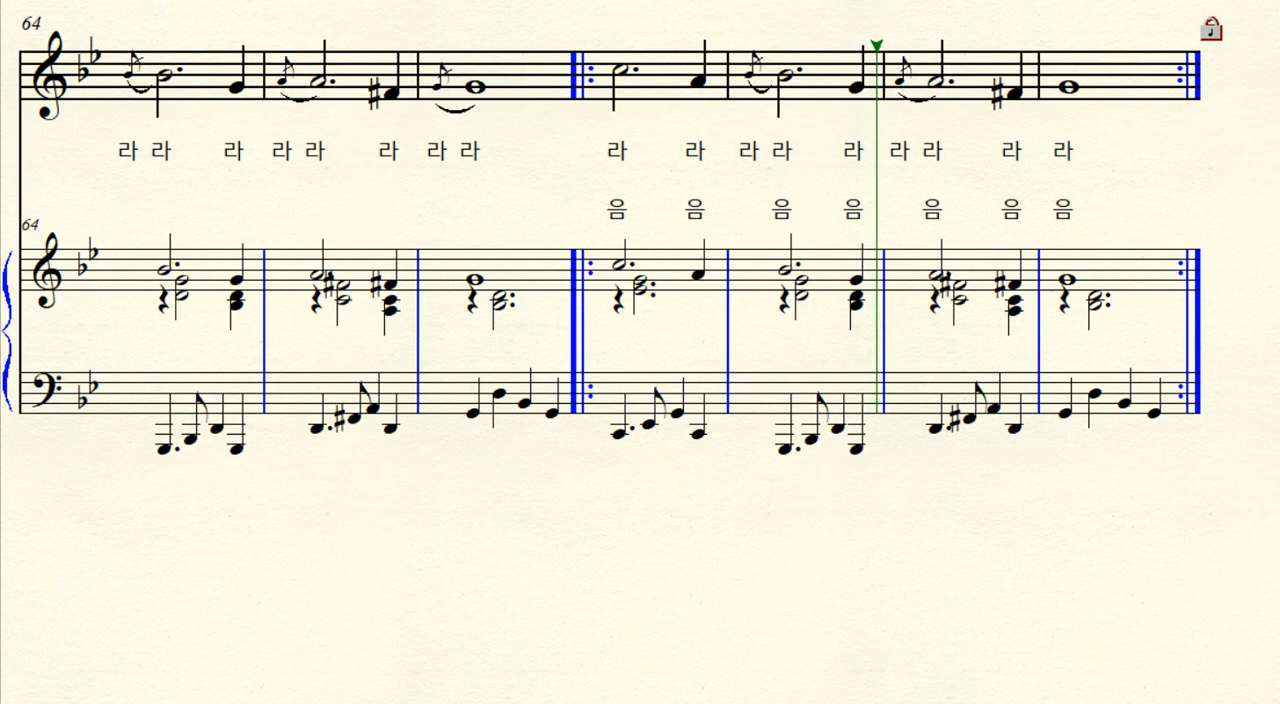 64
라 라 라 라 라 라 라 라 라 라 라 라 라 라 라 라 라
음 음 음 음 음 음 음
64